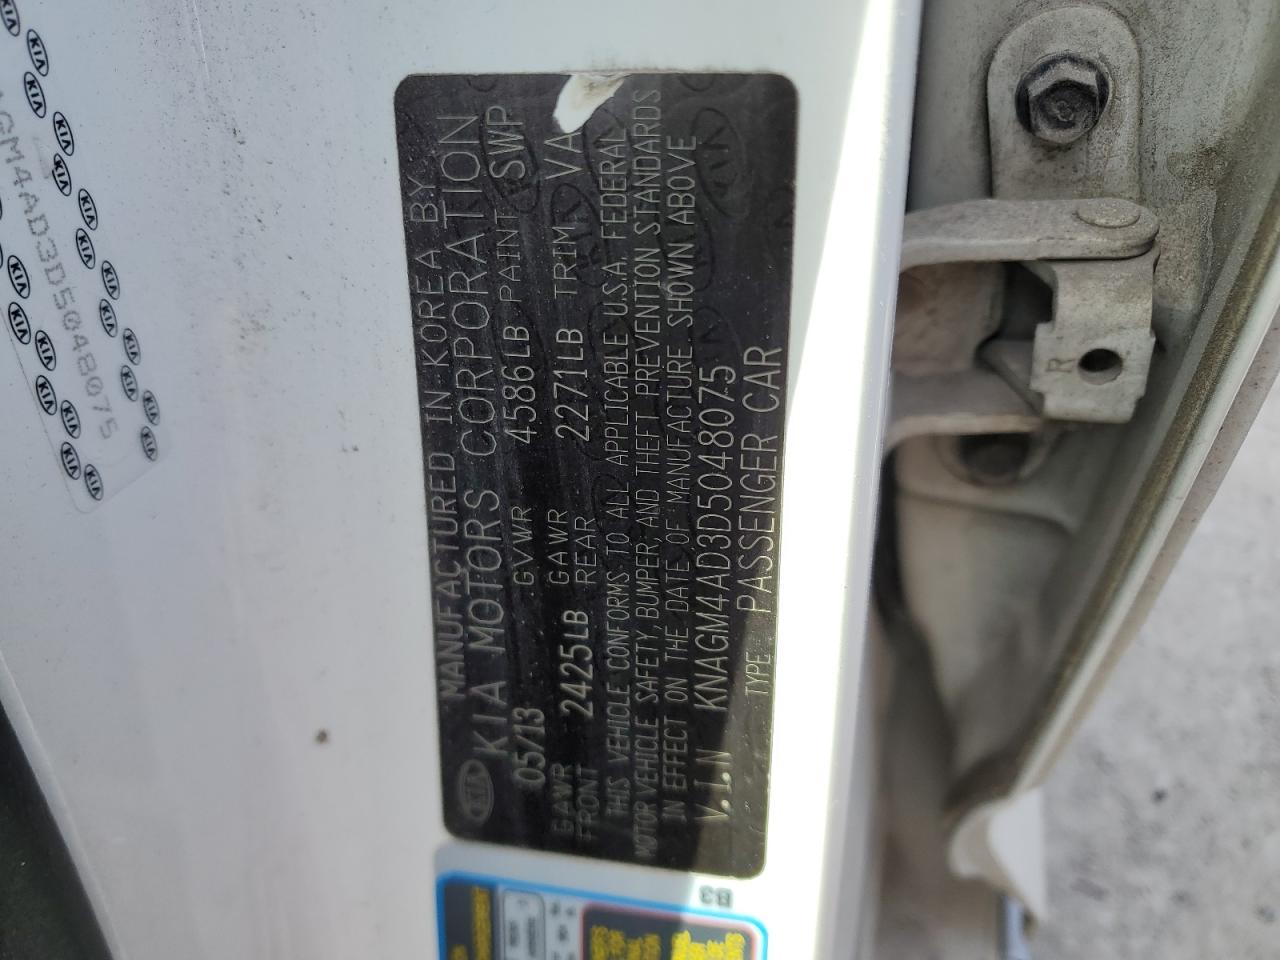 MANUFACTURED IN KOREA BY
KIA MOTORS CORPORATION
05/13 GVWR 4586LB PAINT SWP
GAWR FRONT 2425LB GAWR REAR 2271LB TRIM VA
THIS VEHICLE CONFORMS TO ALL APPLICABLE U.S.A. FEDERAL
MOTOR VEHICLE SAFETY, BUMPER, AND THEFT PREVENTION STANDARDS
IN EFFECT ON THE DATE OF MANUFACTURE SHOWN ABOVE
V.I.N KNAGM4AD3D5048075
TYPE PASSENGER CAR
KIA
GM4AD3D5048075
B3
R